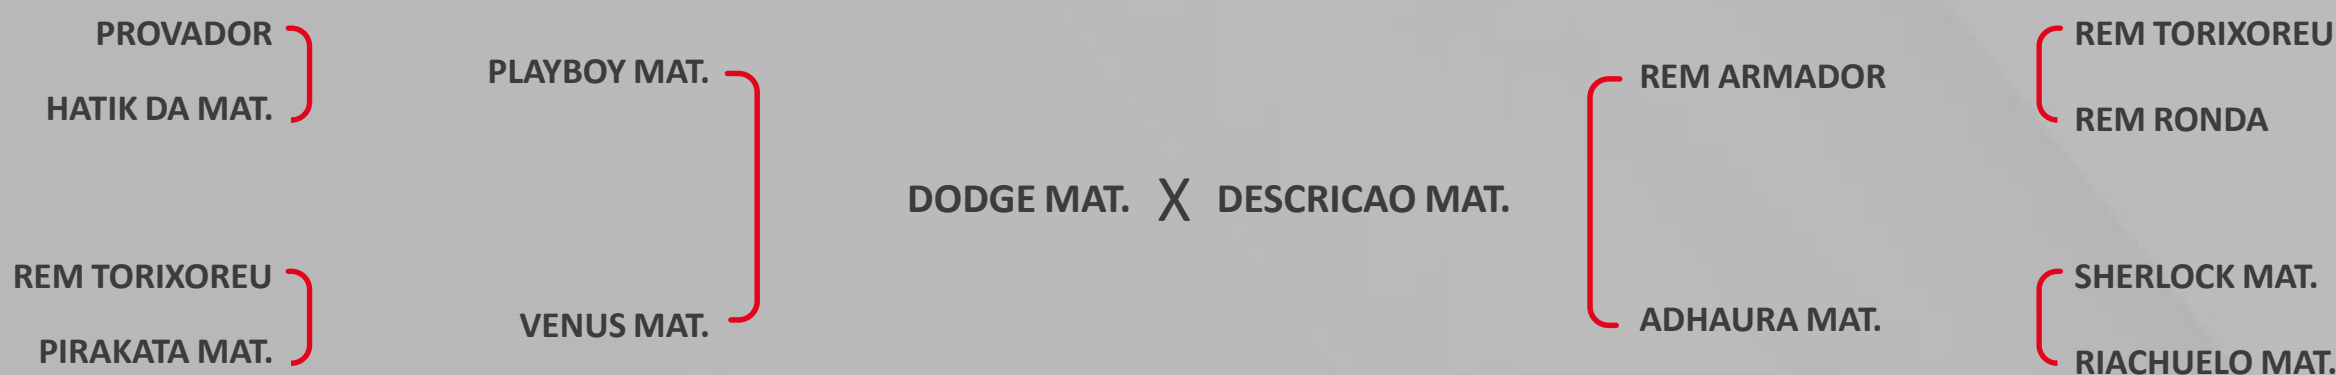 PROVADOR
HATIK DA MAT.
REM TORIXOREU
PIRAKATA MAT.
PLAYBOY MAT.
VENUS MAT.
DODGE MAT. X DESCRICAO MAT.
REM ARMADOR
ADHAURA MAT.
REM TORIXOREU
REM RONDA
SHERLOCK MAT.
RIACHUELO MAT.